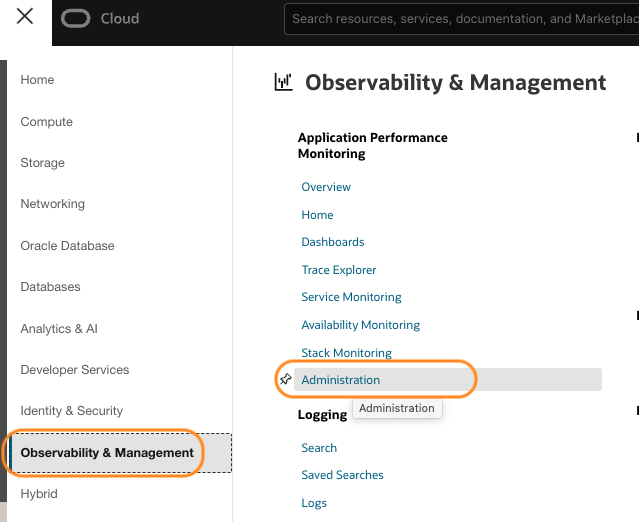 Cloud
Search resources, services, documentation, and Marketplac
Home
Compute
Storage
Networking
Oracle Database
Databases
Analytics & AI
Developer Services
Identity & Security
Observability & Management
Hybrid
Observability & Management
Application Performance
Monitoring
Overview
Home
Dashboards
Trace Explorer
Service Monitoring
Availability Monitoring
Stack Monitoring
Administration
Administration
Logging
Search
Saved Searches
Logs